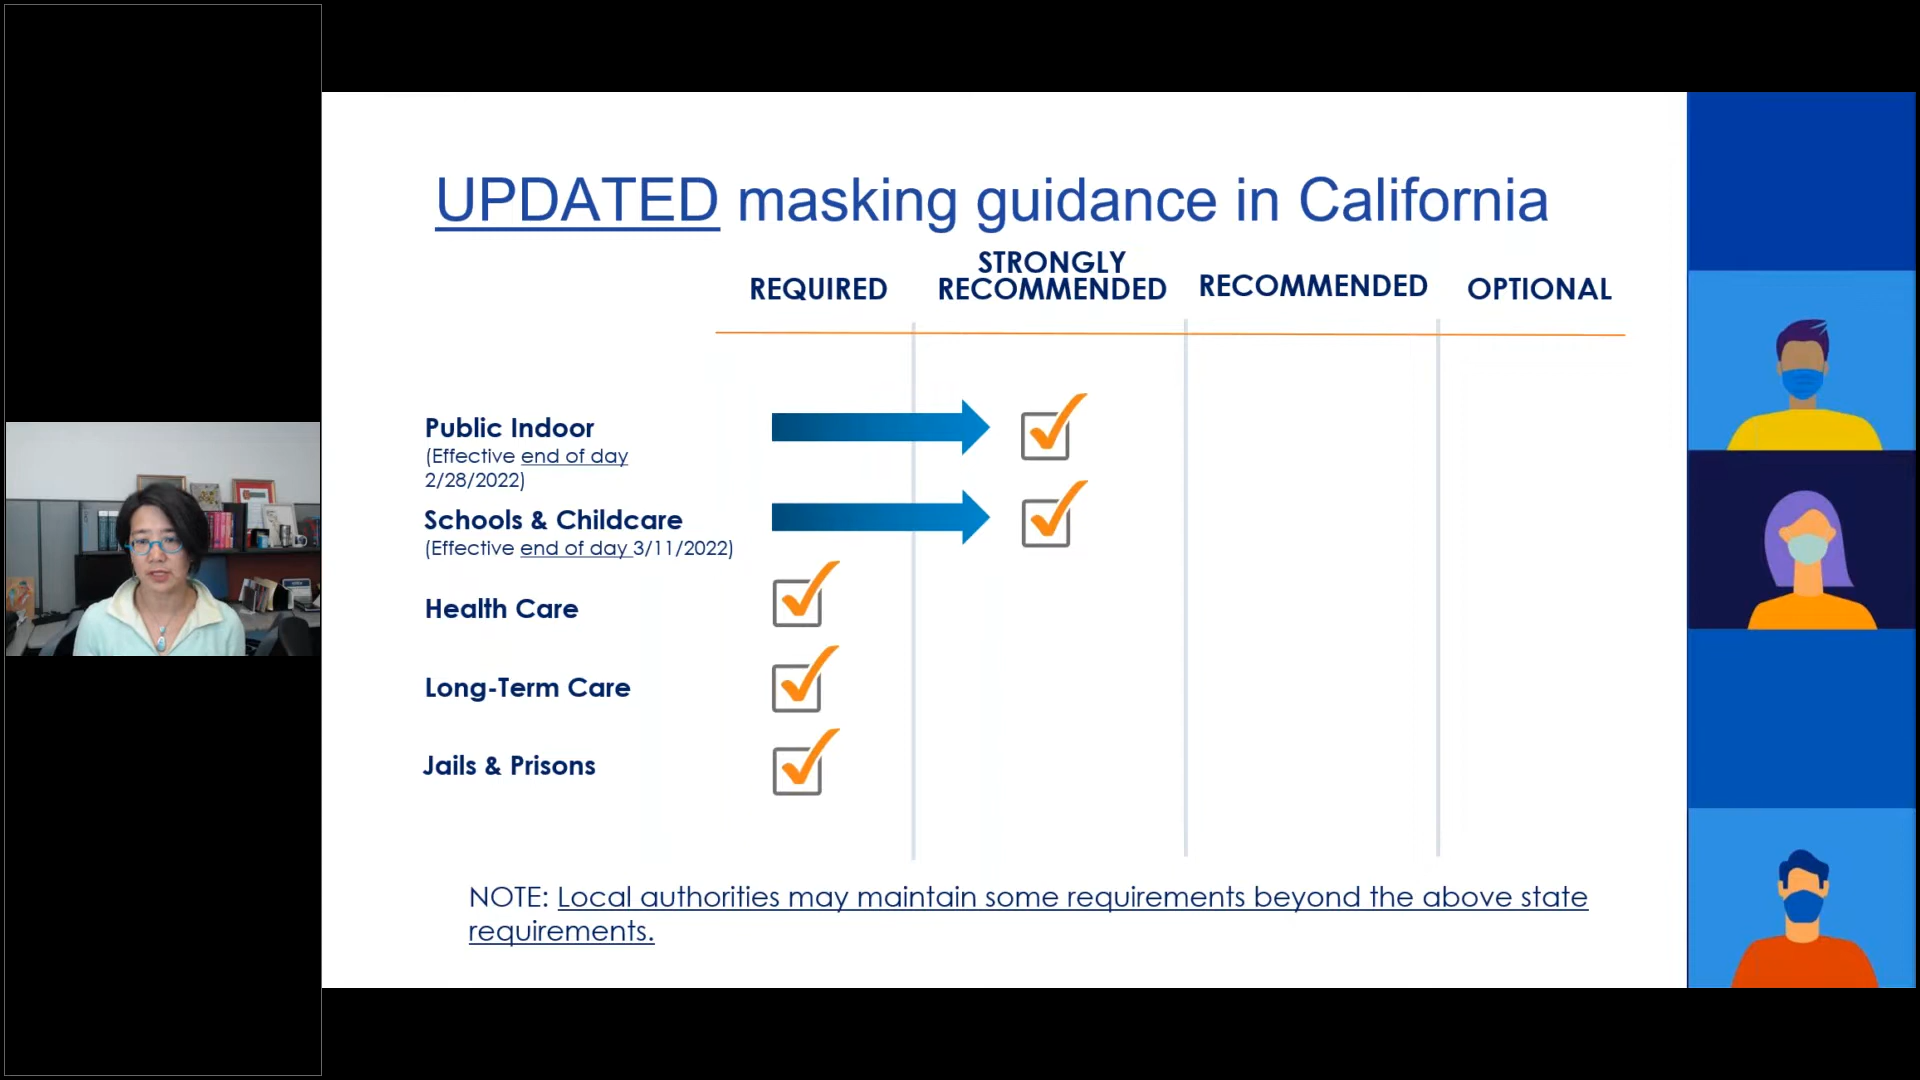 UPDATED masking guidance in California
REQUIRED
STRONGLY
RECOMMENDED
RECOMMENDED
OPTIONAL
Public Indoor
(Effective end of day
2/28/2022)
Schools & Childcare
(Effective end of day 3/11/2022)
Health Care
Long-Term Care
Jails & Prisons
NOTE: Local authorities may maintain some requirements beyond the above state
requirements.